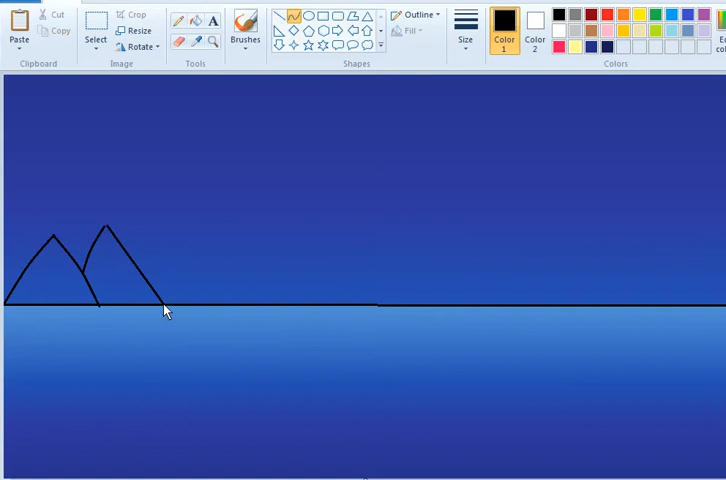 Paste
Cut
Copy
Clipboard
Select
Crop
Resize
Rotate
Image
A
Tools
Brushes
Outline
Fill
Shapes
Size
Color
1
Color
2
Colors